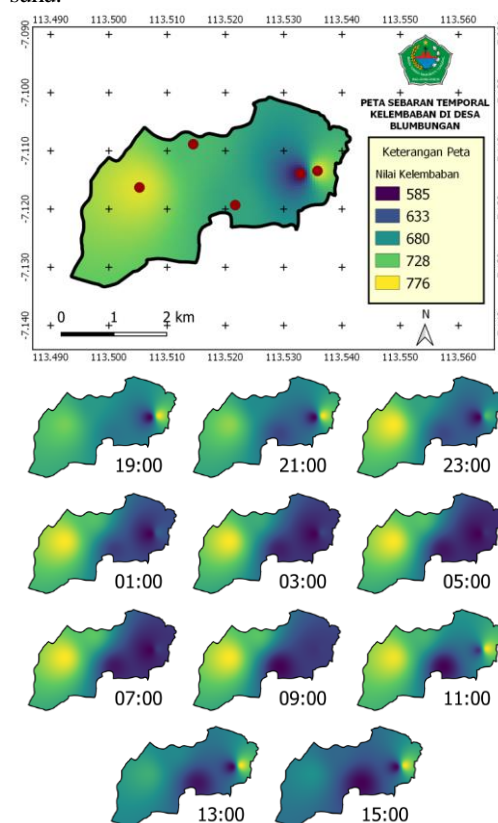 sana.
113.490 113.500 113.510 113.520 113.530 113.540 113.550 113.560
-7.090
-7.100
-7.110
-7.120
-7.130
-7.140
PETA SEBARAN TEMPORAL
KELEMBABAN DI DESA
BLUMBUNGAN
Keterangan Peta
Nilai Kelembaban
585
633
680
728
776
0 1 2 km
N
113.490 113.500 113.510 113.520 113.530 113.540 113.550 113.560
19:00 21:00 23:00
01:00 03:00 05:00
07:00 09:00 11:00
13:00 15:00